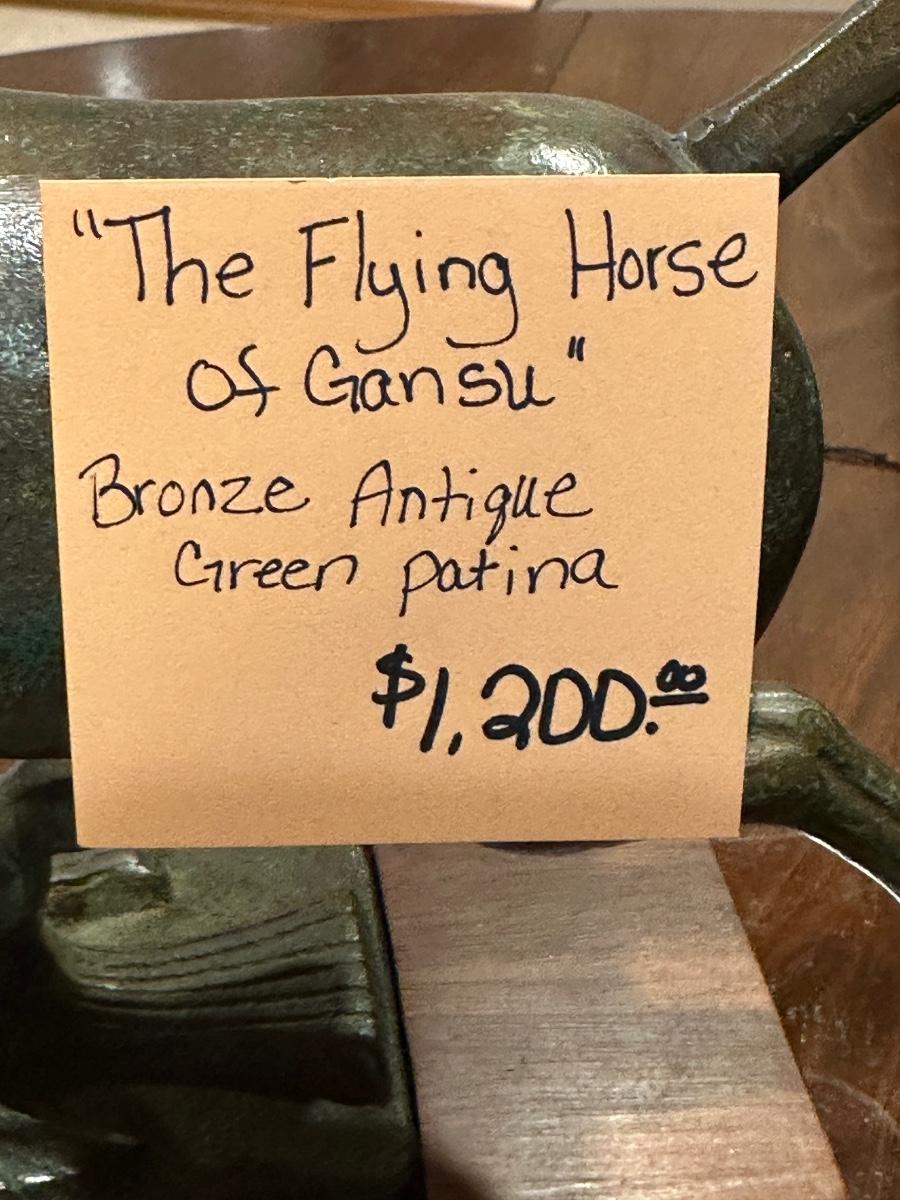 "The Flying Horse
of Gansu"
Bronze Antique
Green patina
$1,200.00